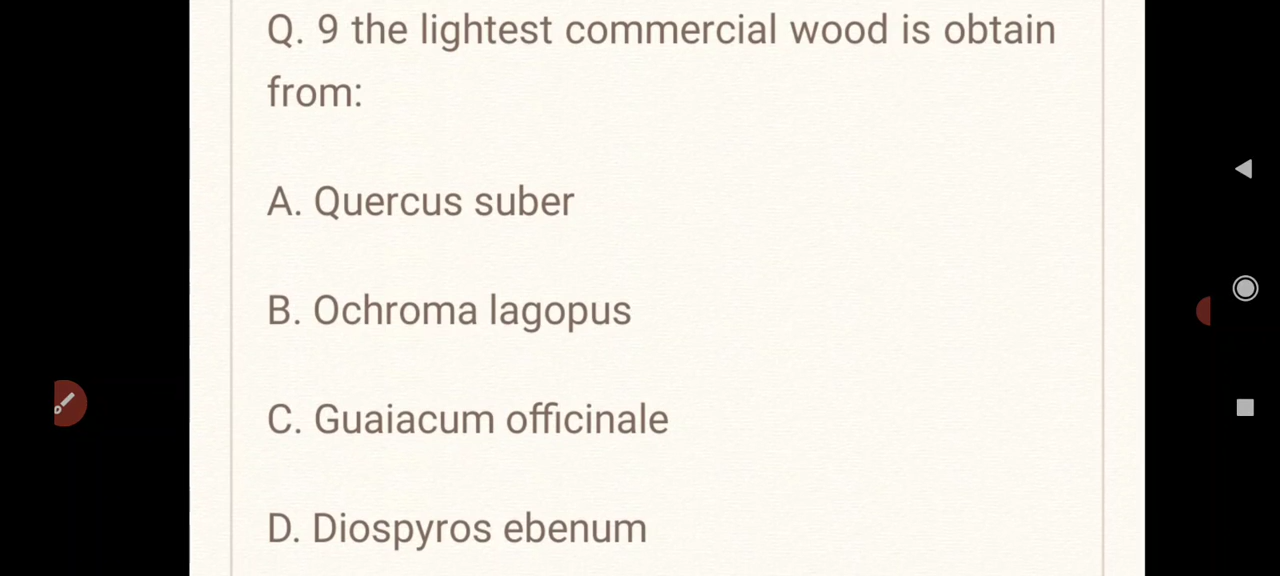 Q. 9 the lightest commercial wood is obtain
from:
A. Quercus suber
B. Ochroma lagopus
C. Guaiacum officinale
D. Diospyros ebenum